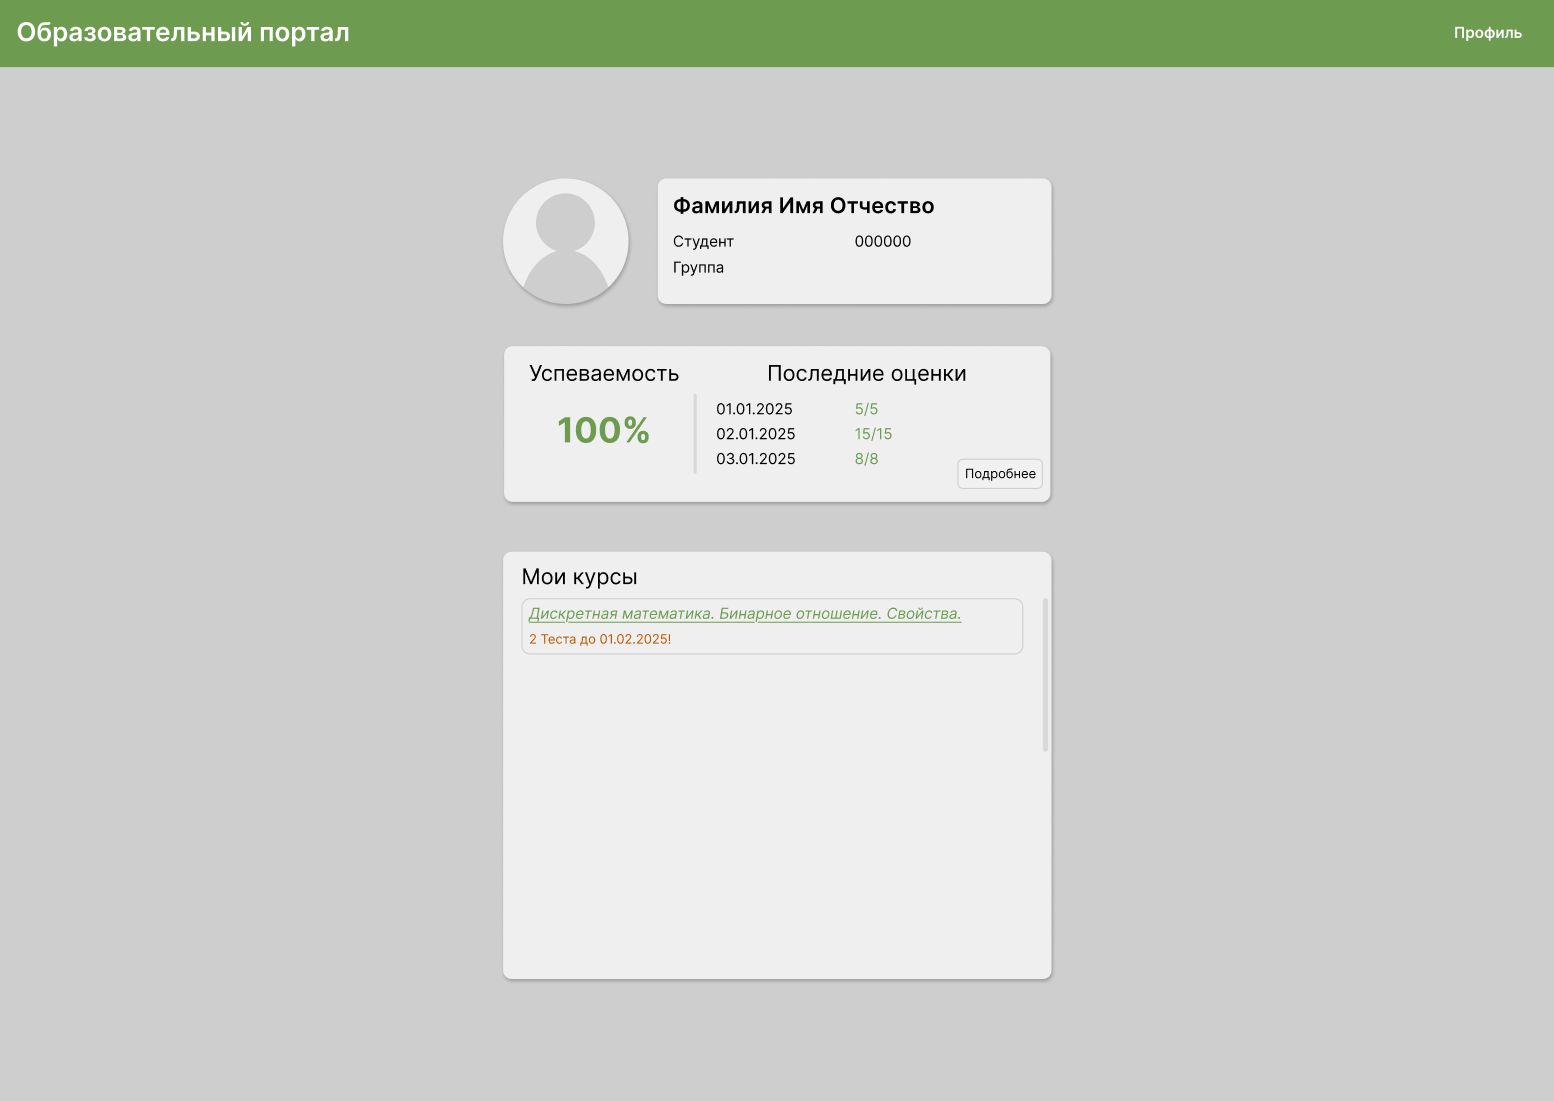 Образовательный портал
Профиль
Фамилия Имя Отчество
Студент 000000
Группа
Успеваемость
100%
Последние оценки
01.01.2025 5/5
02.01.2025 15/15
03.01.2025 8/8
Подробнее
Мои курсы
Дискретная математика. Бинарное отношение. Свойства.
2 Теста до 01.02.2025!